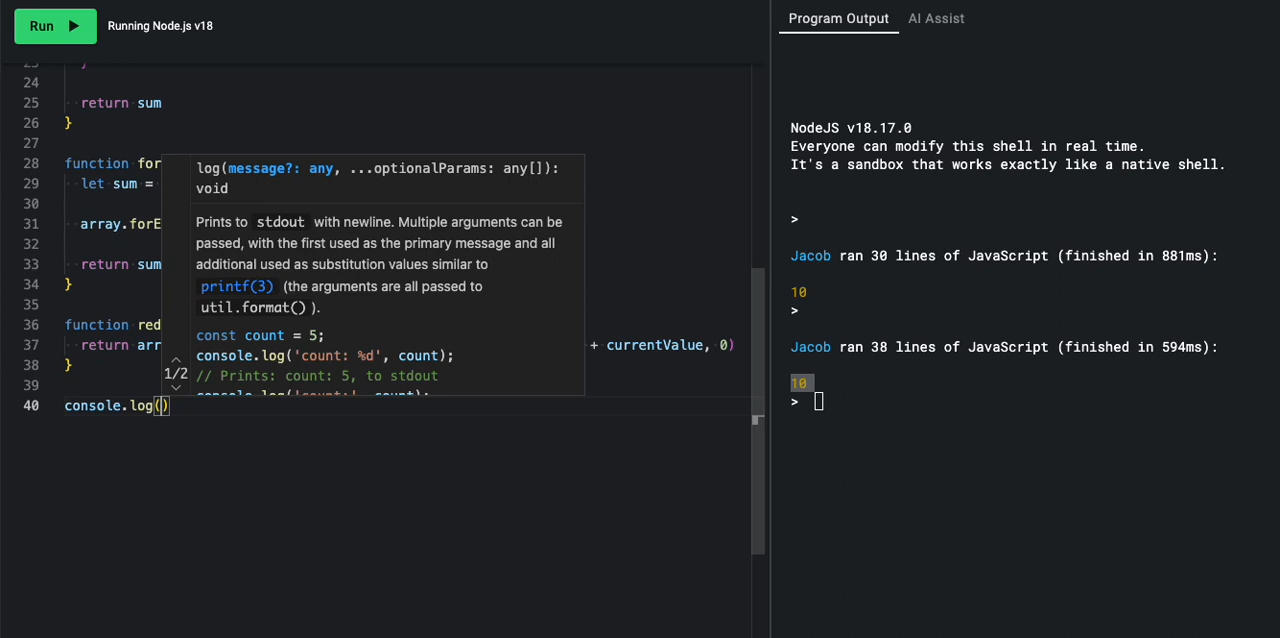 Run
Running Node.js v18
Program Output
AI Assist
23 }
24
25 return sum
26 }
27
28 function for
29 let sum =
30
31 array.forE
32
33 return sum
34 }
35
36 function red
37 return arr + currentValue, 0)
38 }
39
40 console.log()
log(message?: any, ...optionalParams: any[]):
void
Prints to stdout with newline. Multiple arguments can be
passed, with the first used as the primary message and all
additional used as substitution values similar to
printf(3) (the arguments are all passed to
util.format() ).
const count = 5;
console.log('count: %d', count);
// Prints: count: 5, to stdout
console.log('count:', count);
1/2
NodeJS v18.17.0
Everyone can modify this shell in real time.
It's a sandbox that works exactly like a native shell.
>
Jacob ran 30 lines of JavaScript (finished in 881ms):
10
>
Jacob ran 38 lines of JavaScript (finished in 594ms):
10
>